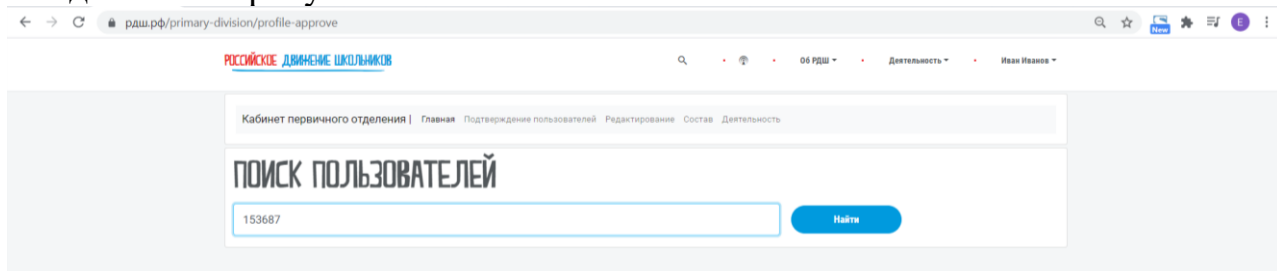 рдш.рф/primary-division/profile-approve
New
E
РОССИЙСКОЕ ДВИЖЕНИЕ ШКОЛЬНИКОВ
Об РДШ
Деятельность
Иван Иванов
Кабинет первичного отделения | Главная Подтверждение пользователей Редактирование Состав Деятельность
ПОИСК ПОЛЬЗОВАТЕЛЕЙ
153687
Найти